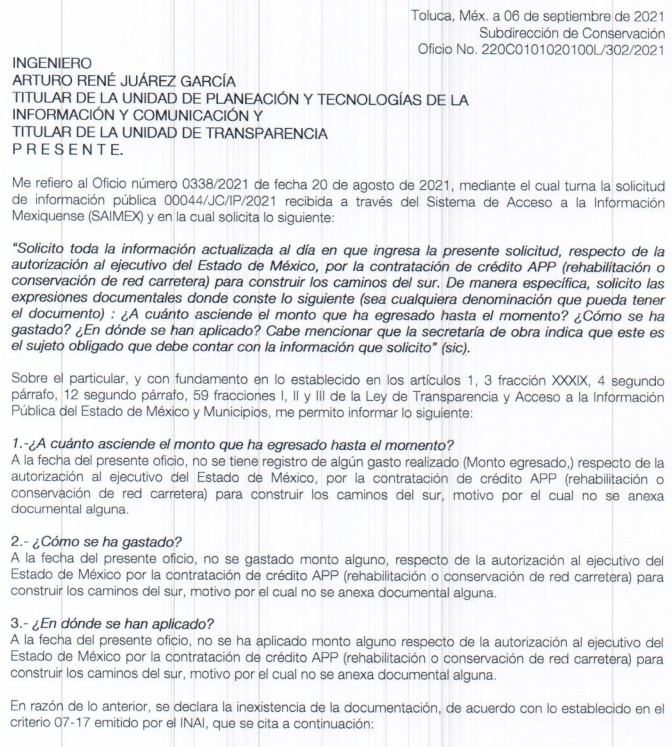 Toluca, Méx. a 06 de septiembre de 2021
Subdirección de Conservación
Oficio No. 220C0101020100L/302/2021
INGENIERO
ARTURO RENÉ JUÁREZ GARCÍA
TITULAR DE LA UNIDAD DE PLANEACIÓN Y TECNOLOGÍAS DE LA
INFORMACIÓN Y COMUNICACIÓN Y
TITULAR DE LA UNIDAD DE TRANSPARENCIA
P R E S E N T E.
Me refiero al Oficio número 0338/2021 de fecha 20 de agosto de 2021, mediante el cual turna la solicitud
de información pública 00044/JC/IP/2021 recibida a través del Sistema de Acceso a la Información
Mexiquense (SAIMEX) y en la cual solicita lo siguiente:
"Solicito toda la información actualizada al día en que ingresa la presente solicitud, respecto de la
autorización al ejecutivo del Estado de México, por la contratación de crédito APP (rehabilitación o
conservación de red carretera) para construir los caminos del sur. De manera específica, solicito las
expresiones documentales donde conste lo siguiente (sea cualquiera denominación que pueda tener
el documento) : ¿A cuánto asciende el monto que ha egresado hasta el momento? ¿Cómo se ha
gastado? ¿En dónde se han aplicado? Cabe mencionar que la secretaría de obra indica que este es
el sujeto obligado que debe contar con la información que solicito" (sic).
Sobre el particular, y con fundamento en lo establecido en los artículos 1, 3 fracción XXXIX, 4 segundo
párrafo, 12 segundo párrafo, 59 fracciones I, II y III de la Ley de Transparencia y Acceso a la Información
Pública del Estado de México y Municipios, me permito informar lo siguiente:
1.-¿A cuánto asciende el monto que ha egresado hasta el momento?
A la fecha del presente oficio, no se tiene registro de algún gasto realizado (Monto egresado,) respecto de la
autorización al ejecutivo del Estado de México, por la contratación de crédito APP (rehabilitación o
conservación de red carretera) para construir los caminos del sur, motivo por el cual no se anexa
documental alguna.
2.- ¿Cómo se ha gastado?
A la fecha del presente oficio, no se gastado monto alguno, respecto de la autorización al ejecutivo del
Estado de México por la contratación de crédito APP (rehabilitación o conservación de red carretera) para
construir los caminos del sur, motivo por el cual no se anexa documental alguna.
3.- ¿En dónde se han aplicado?
A la fecha del presente oficio, no se ha aplicado monto alguno respecto de la autorización al ejecutivo del
Estado de México por la contratación de crédito APP (rehabilitación o conservación de red carretera) para
construir los caminos del sur, motivo por el cual no se anexa documental alguna.
En razón de lo anterior, se declara la inexistencia de la documentación, de acuerdo con lo establecido en el
criterio 07-17 emitido por el INAI, que se cita a continuación: